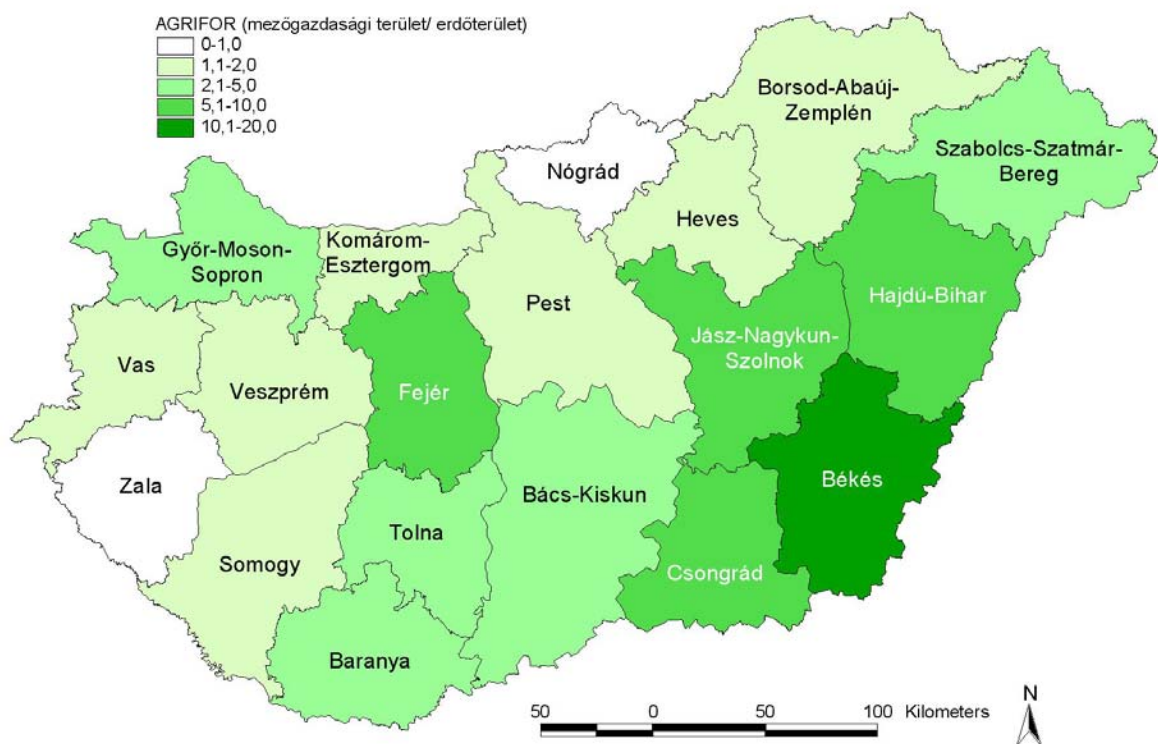 AGRIFOR (mezőgazdasági terület/ erdőterület)
0-1,0
1,1-2,0
2,1-5,0
5,1-10,0
10,1-20,0
Borsod-Abaúj-
Zemplén
Szabolcs-Szatmár-
Bereg
Nógrád
Heves
Győr-Moson-
Sopron
Komárom-
Esztergom
Pest
Hajdú-Bihar
Jász-Nagykun-
Szolnok
Vas
Veszprém
Fejér
Zala
Bács-Kiskun
Békés
Tolna
Somogy
Csongrád
Baranya
50 0 50 100 Kilometers
N